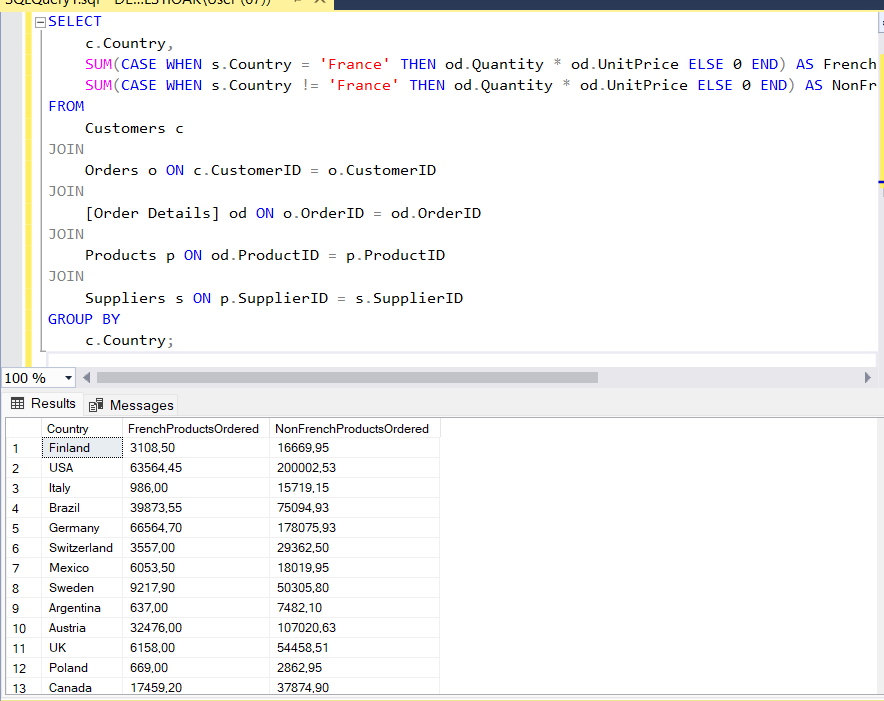 SELECT
c.Country,
SUM(CASE WHEN s.Country = 'France' THEN od.Quantity * od.UnitPrice ELSE 0 END) AS French
SUM(CASE WHEN s.Country != 'France' THEN od.Quantity * od.UnitPrice ELSE 0 END) AS NonFr
FROM
Customers c
JOIN
Orders o ON c.CustomerID = o.CustomerID
JOIN
[Order Details] od ON o.OrderID = od.OrderID
JOIN
Products p ON od.ProductID = p.ProductID
JOIN
Suppliers s ON p.SupplierID = s.SupplierID
GROUP BY
c.Country;
100 %
Results Messages
Country FrenchProductsOrdered NonFrenchProductsOrdered
1 Finland 3108,50 16669,95
2 USA 63564,45 200002,53
3 Italy 986,00 15719,15
4 Brazil 39873,55 75094,93
5 Germany 66564,70 178075,93
6 Switzerland 3557,00 29362,50
7 Mexico 6053,50 18019,95
8 Sweden 9217,90 50305,80
9 Argentina 637,00 7482,10
10 Austria 32476,00 107020,63
11 UK 6158,00 54458,51
12 Poland 669,00 2862,95
13 Canada 17459,20 37874,90